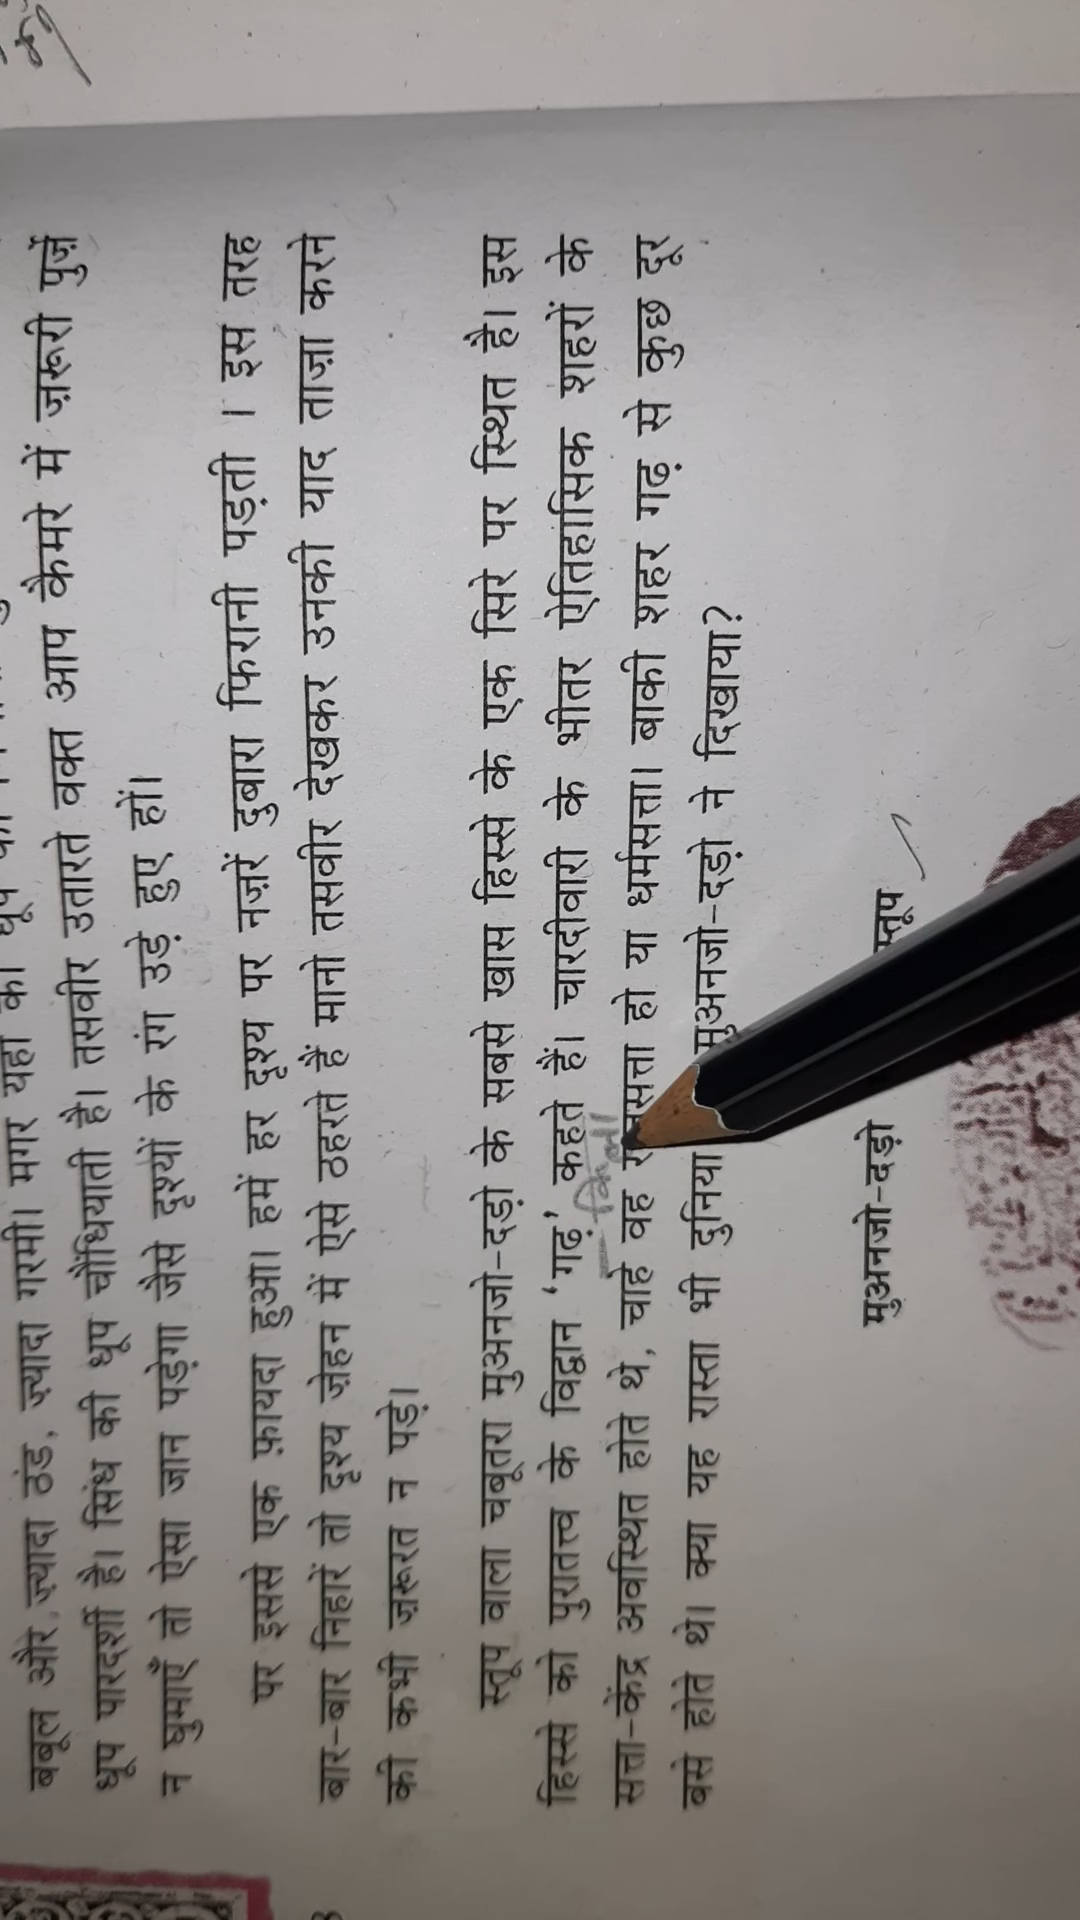 बबूल और ज़्यादा ठंड, ज़्यादा गरमी। मगर यहाँ की धूप
धूप पारदर्शी है। सिंध की धूप चौंधियाती है। तसवीर उतारते वक्त आप कैमरे में ज़रूरी पुर्ज़े
न घुमाएँ तो ऐसा जान पड़ेगा जैसे दृश्यों के रंग उड़े हुए हों।
पर इससे एक फ़ायदा हुआ। हमें हर दृश्य पर नज़रें दुबारा फिरानी पड़ती । इस तरह
बार-बार निहारें तो दृश्य ज़ेहन में ऐसे ठहरते हैं मानो तसवीर देखकर उनकी याद ताज़ा करने
की कभी ज़रूरत न पड़े।
स्तूप वाला चबूतरा मुअनजो-दड़ो के सबसे खास हिस्से के एक सिरे पर स्थित है। इस
हिस्से को पुरातत्त्व के विद्वान ‘गढ़’ कहते हैं। चारदीवारी के भीतर ऐतिहासिक शहरों के
सत्ता-केंद्र अवस्थित होते थे, चाहे वह सत्ता हो या धर्मसत्ता। बाकी शहर गढ़ से कुछ दूर
बसे होते थे। क्या यह रास्ता भी दुनिया मुअनजो-दड़ो ने दिखाया?
मुअनजो-दड़ो